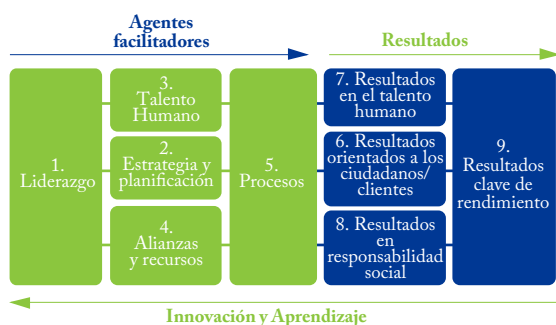 Agentes
facilitadores
Resultados
1.
Liderazgo
3.
Talento
Humano
2.
Estrategia y
planificación
4.
Alianzas
y recursos
5.
Procesos
7. Resultados
en el talento
humano
6. Resultados
orientados a los
ciudadanos/
clientes
8. Resultados
en
responsabilidad
social
9.
Resultados
clave de
rendimiento
Innovación y Aprendizaje